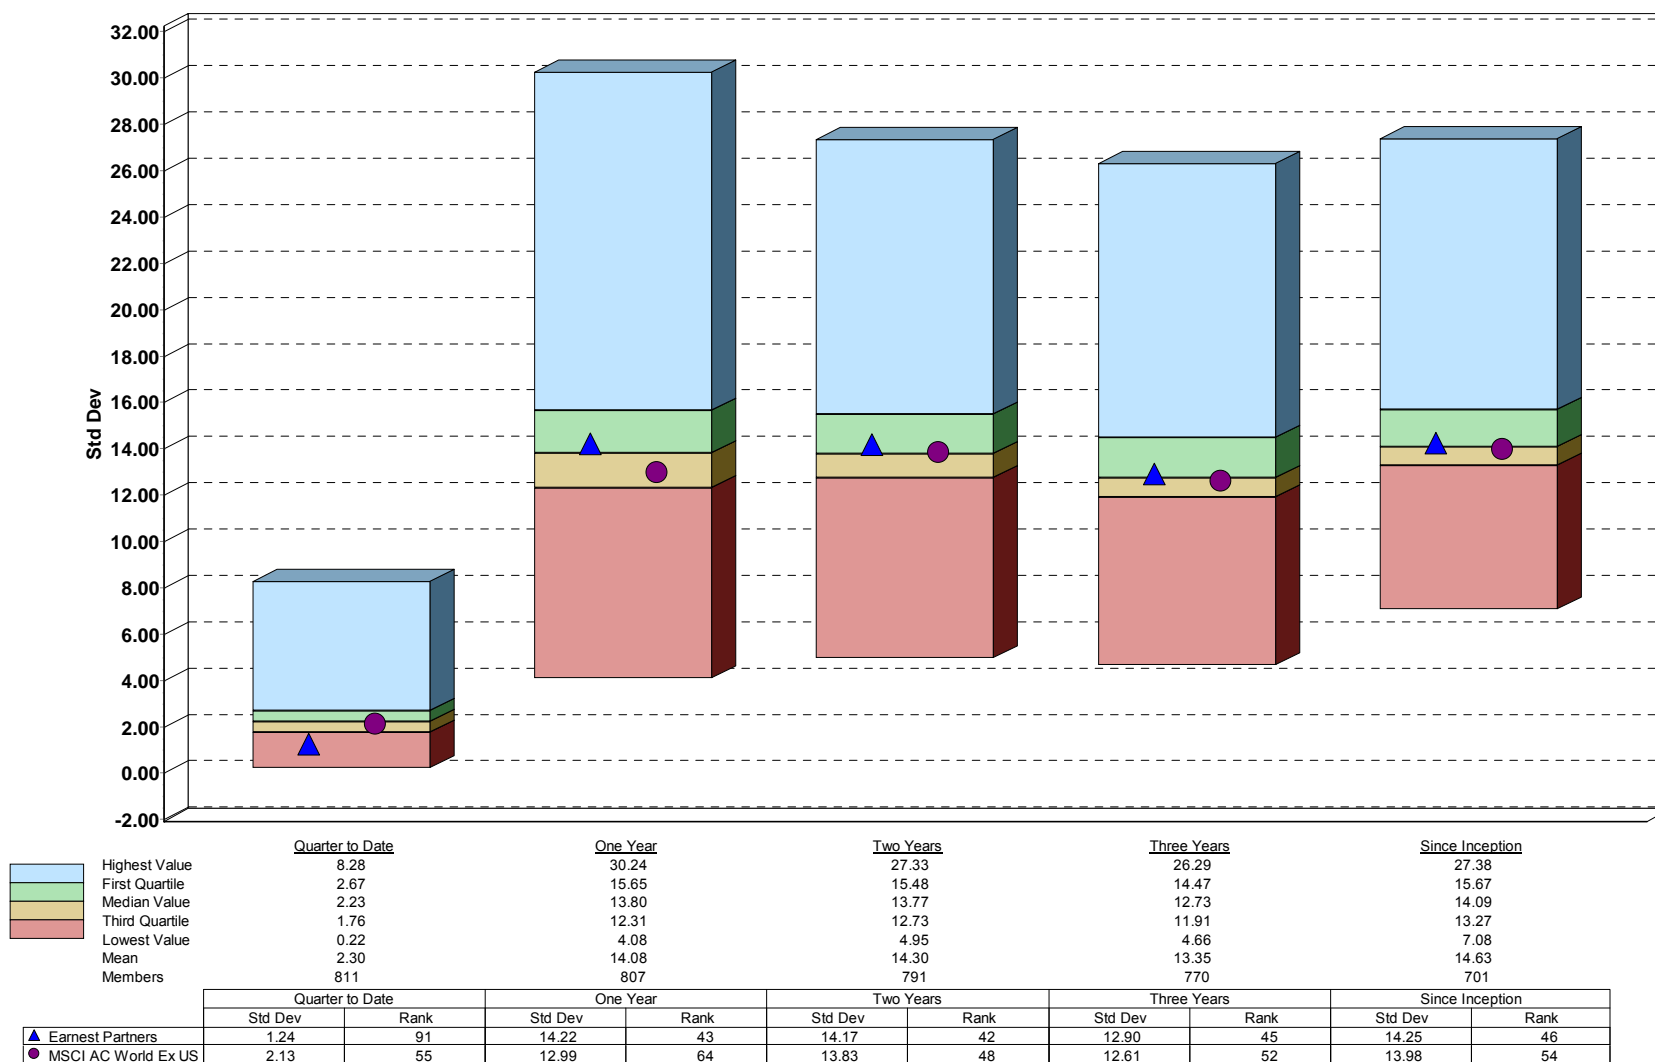 32.00
30.00
28.00
26.00
24.00
22.00
20.00
18.00
16.00
14.00
12.00
10.00
8.00
6.00
4.00
2.00
0.00
-2.00
Std Dev
Quarter to Date One Year Two Years Three Years Since Inception
Highest Value 8.28 30.24 27.33 26.29 27.38
First Quartile 2.67 15.65 15.48 14.47 15.67
Median Value 2.23 13.80 13.77 12.73 14.09
Third Quartile 1.76 12.31 12.73 11.91 13.27
Lowest Value 0.22 4.08 4.95 4.66 7.08
Mean 2.30 14.08 14.30 13.35 14.63
Members 811 807 791 770 701
Quarter to Date One Year Two Years Three Years Since Inception
Std Dev Rank Std Dev Rank Std Dev Rank Std Dev Rank Std Dev Rank
Earnest Partners 1.24 91 14.22 43 14.17 42 12.90 45 14.25 46
MSCI AC World Ex US 2.13 55 12.99 64 13.83 48 12.61 52 13.98 54